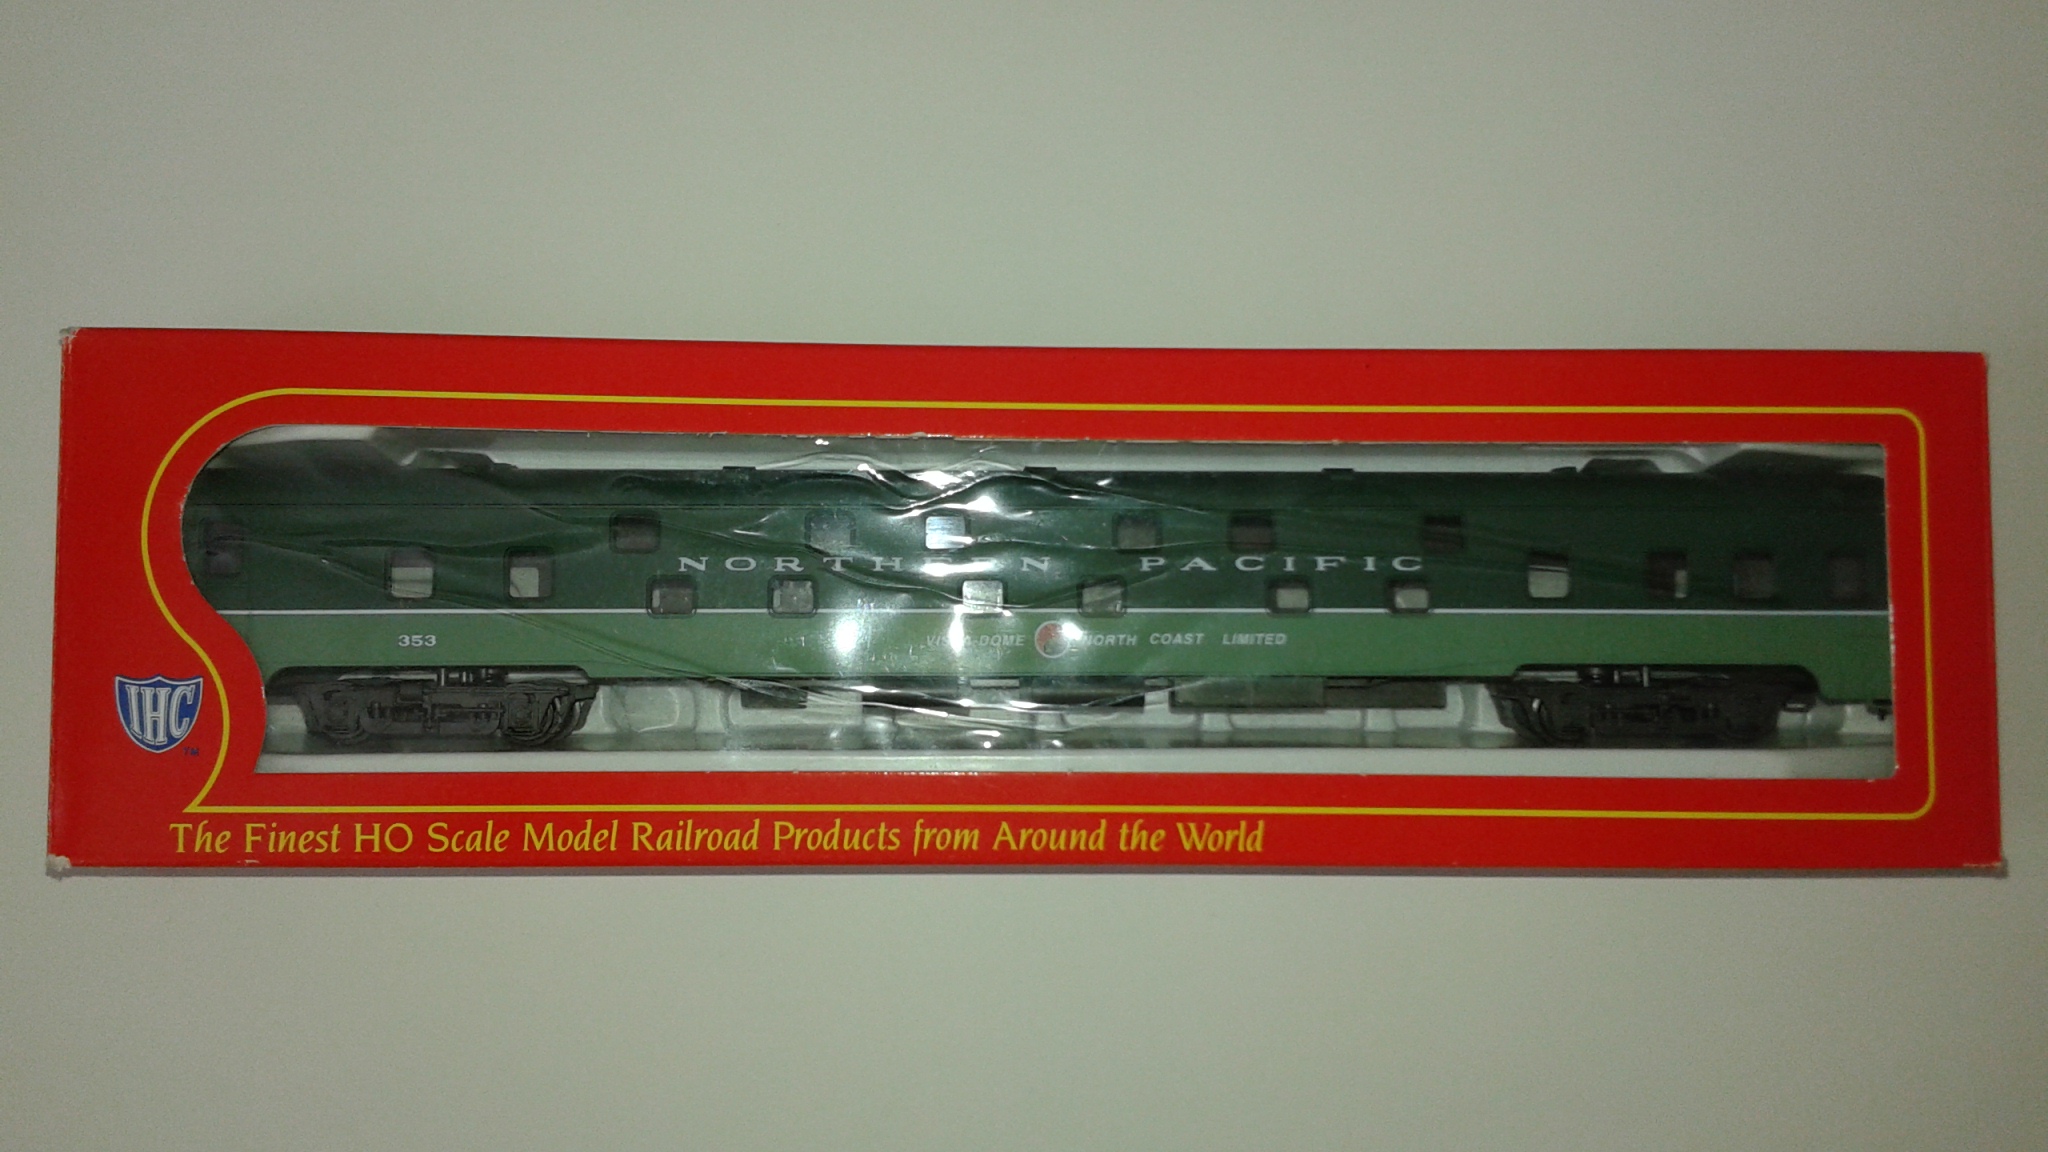 NORTHERN PACIFIC
353
VISTA-DOME NORTH COAST LIMITED
IHC
TM
The Finest HO Scale Model Railroad Products from Around the World